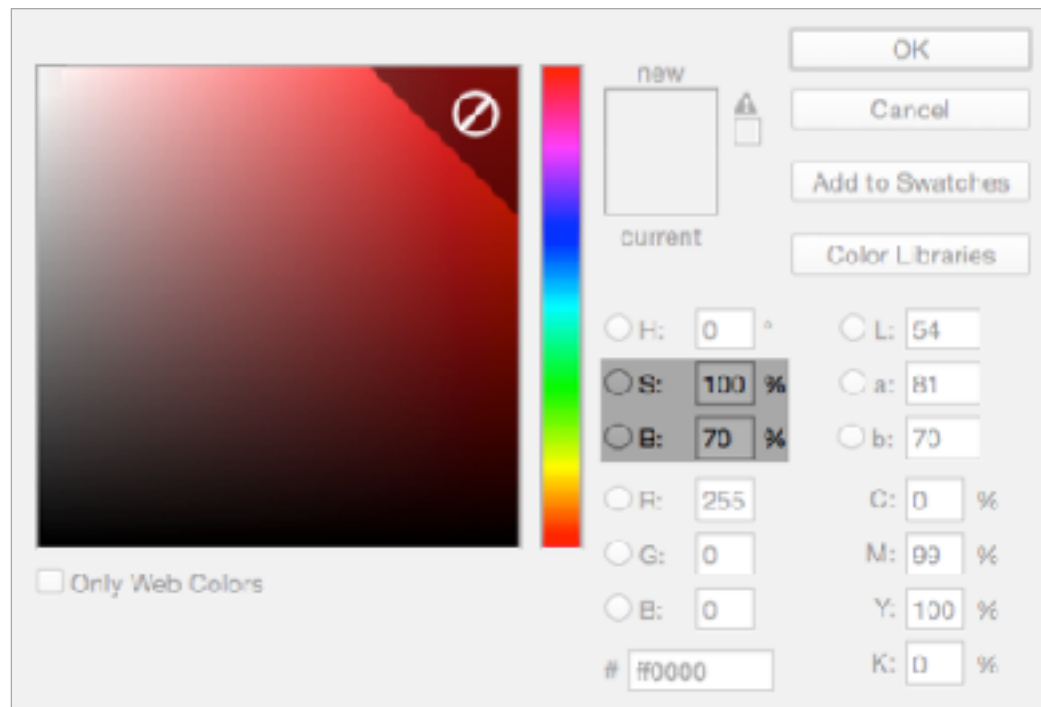 new
OK
Cancel
Add to Swatches
current
Color Libraries
H: 0 °
L: 54
S: 100 %
a: 81
B: 70 %
b: 70
R: 255
C: 0 %
G: 0
M: 99 %
B: 0
Y: 100 %
# ff0000
K: 0 %
Only Web Colors